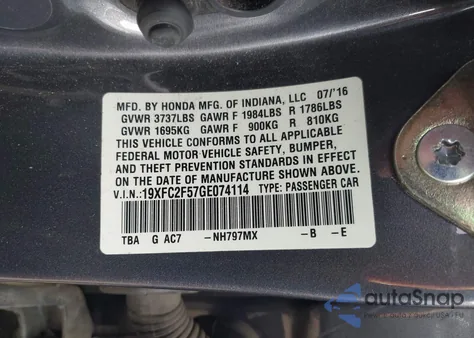 MFD. BY HONDA MFG. OF INDIANA, LLC 07/'16
GVWR 3737LBS GAWR F 1984LBS R 1786LBS
GVWR 1695KG GAWR F 900KG R 810KG
THIS VEHICLE CONFORMS TO ALL APPLICABLE
FEDERAL MOTOR-VEHICLE SAFETY, BUMPER,
AND THEFT PREVENTION STANDARDS IN EFFECT
ON THE DATE OF MANUFACTURE SHOWN ABOVE.
V.I.N.:19XFC2F57GE074114 TYPE: PASSENGER CAR
TBA G AC7 -NH797MX -B -E
autoSnap